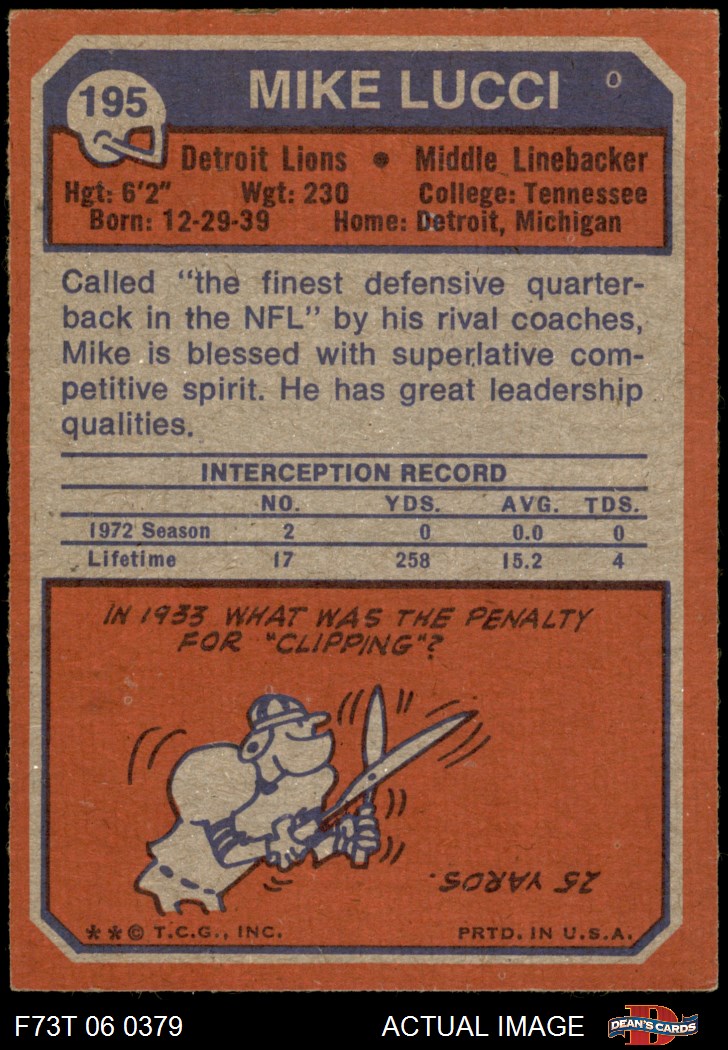 195
MIKE LUCCI
Detroit Lions • Middle Linebacker
Hgt: 6'2" Wgt: 230 College: Tennessee
Born: 12-29-39 Home: Detroit, Michigan
Called "the finest defensive quarter-
back in the NFL" by his rival coaches,
Mike is blessed with superlative com-
petitive spirit. He has great leadership
qualities.
INTERCEPTION RECORD
NO. YDS. AVG. TDS.
1972 Season 2 0 0.0 0
Lifetime 17 258 15.2 4
IN 1933 WHAT WAS THE PENALTY
FOR "CLIPPING"?
25 YARDS.
**© T.C.G., INC. PRTD. IN U.S.A.
F73T 06 0379 ACTUAL IMAGE D DEAN'S CARDS